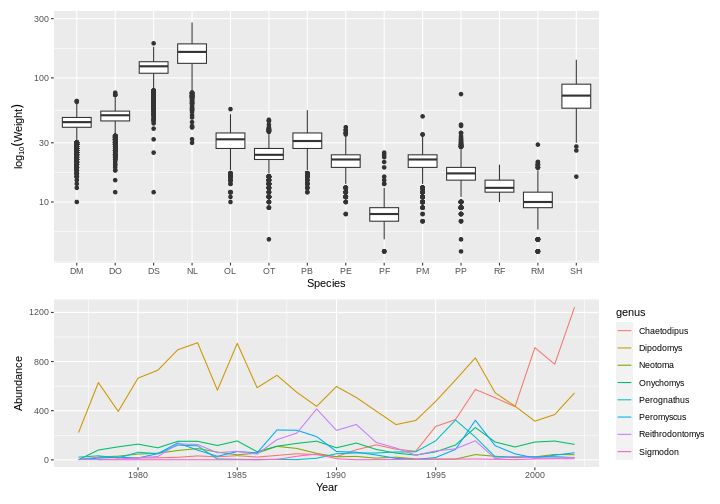 300
100
30
10
log10(Weight)
DM DO DS NL OL OT PB PE PF PM PP RF RM SH
Species
1200
800
400
0
Abundance
1980 1985 1990 1995 2000
Year
genus
Chaetodipus
Dipodomys
Neotoma
Onychomys
Perognathus
Peromyscus
Reithrodontomys
Sigmodon